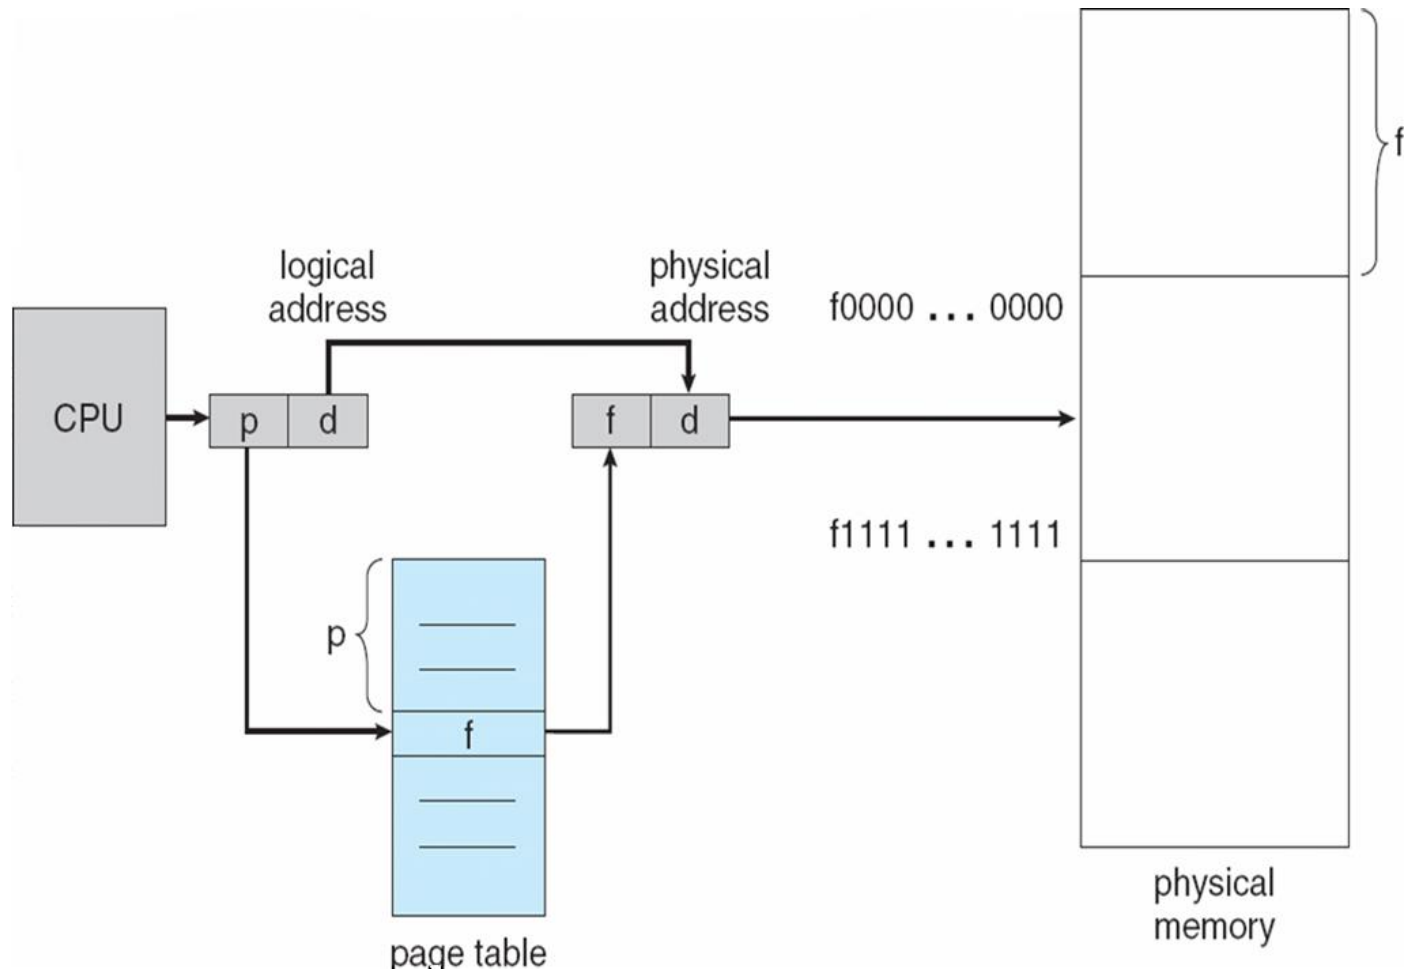 f
logical
address
physical
address
f0000 ... 0000
CPU
p
d
f
d
f1111 ... 1111
p
f
physical
memory
page table